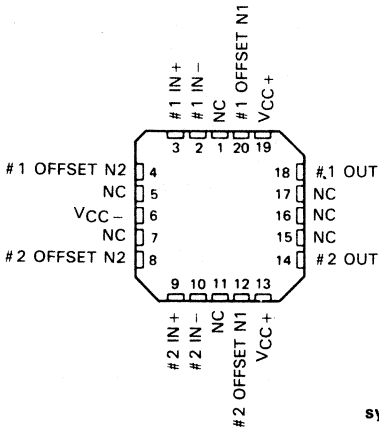 #1 IN+
#1 IN−
NC
#1 OFFSET N1
VCC+
3 2 1 20 19
#1 OFFSET N2 4
NC 5
VCC− 6
NC 7
#2 OFFSET N2 8
18 #1 OUT
17 NC
16 NC
15 NC
14 #2 OUT
9 10 11 12 13
#2 IN+
#2 IN−
NC
#2 OFFSET N1
VCC+
sy